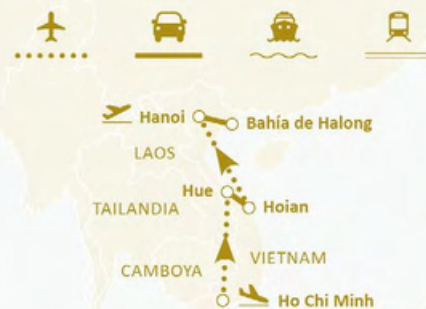 Hanoi
Bahía de Halong
LAOS
Hue
TAILANDIA
Hoian
CAMBOYA
VIETNAM
Ho Chi Minh